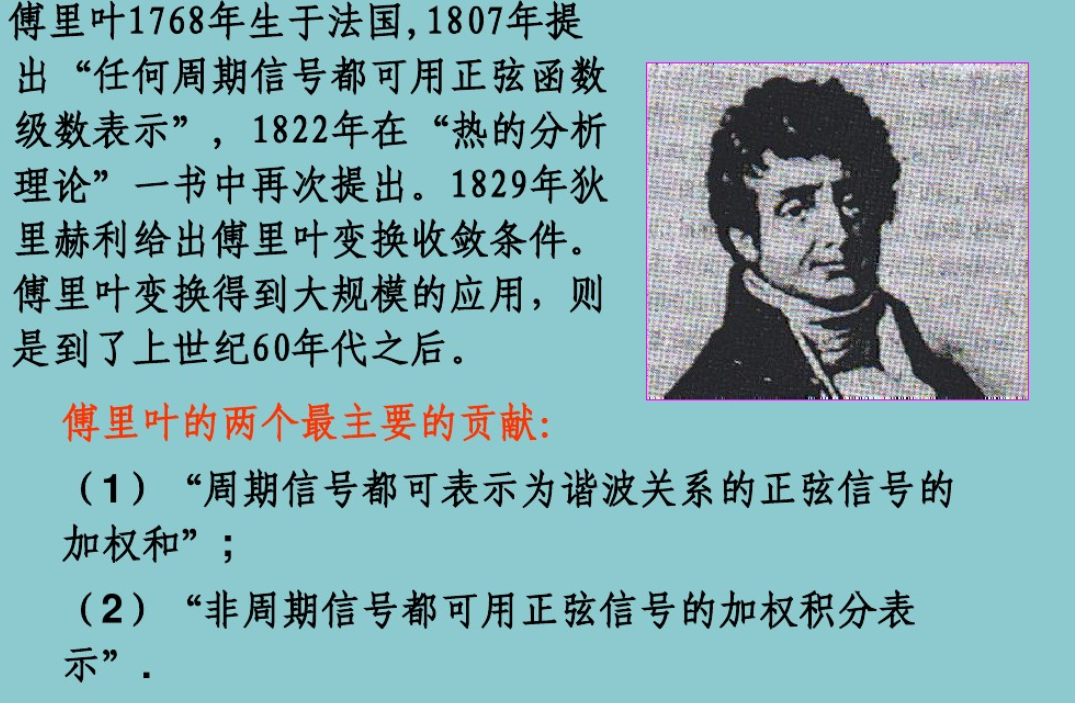 傅里叶1768年生于法国,1807年提
出“任何周期信号都可用正弦函数
级数表示”，1822年在“热的分析
理论”一书中再次提出。1829年狄
里赫利给出傅里叶变换收敛条件。
傅里叶变换得到大规模的应用，则
是到了上世纪60年代之后。
傅里叶的两个最主要的贡献:
（1）“周期信号都可表示为谐波关系的正弦信号的
加权和”；
（2）“非周期信号都可用正弦信号的加权积分表
示”.